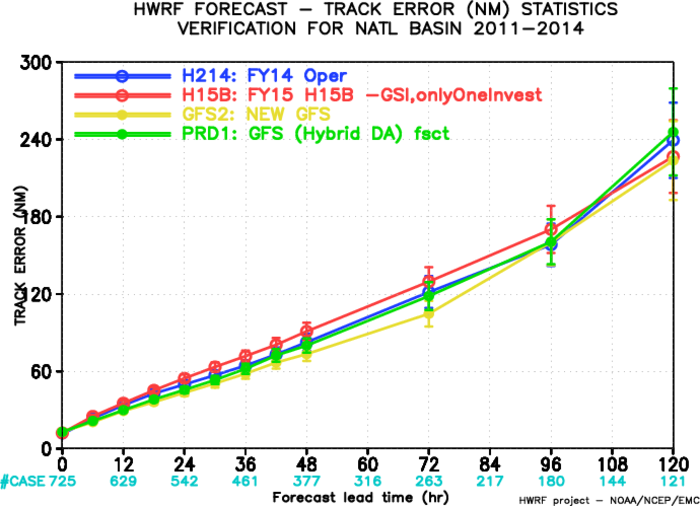 HWRF FORECAST – TRACK ERROR (NM) STATISTICS
VERIFICATION FOR NATL BASIN 2011–2014
H214: FY14 Oper
H15B: FY15 H15B –GSI,onlyOneInvest
GFS2: NEW GFS
PRD1: GFS (Hybrid DA) fsct
TRACK ERROR (NM)
300
240
180
120
60
0
0 12 24 36 48 60 72 84 96 108 120
#CASE 725 629 542 461 377 316 263 217 180 144 121
Forecast lead time (hr)
HWRF project – NOAA/NCEP/EMC